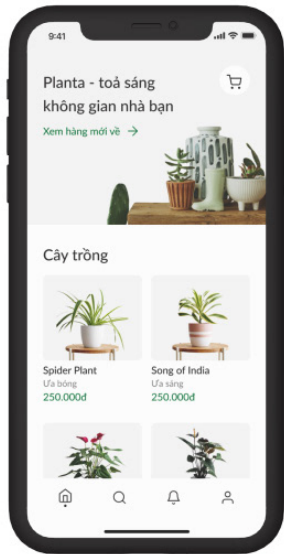 9:41
Planta - toả sáng
không gian nhà bạn
Xem hàng mới về →
Cây trồng
Spider Plant
Ưa bóng
250.000đ
Song of India
Ưa sáng
250.000đ